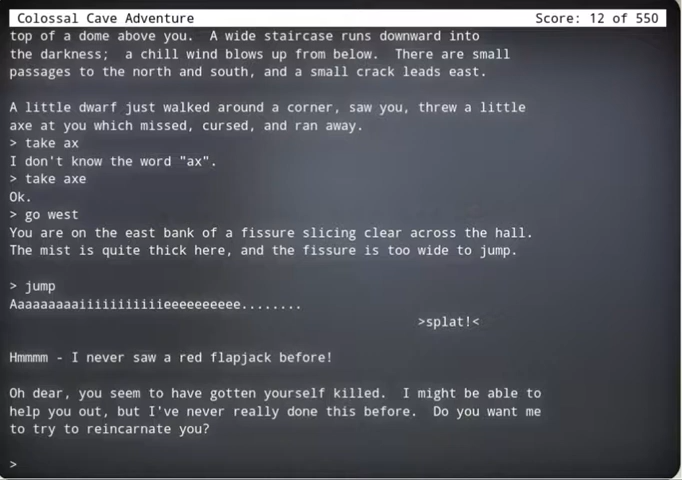 Colossal Cave Adventure Score: 12 of 550
top of a dome above you. A wide staircase runs downward into
the darkness; a chill wind blows up from below. There are small
passages to the north and south, and a small crack leads east.
A little dwarf just walked around a corner, saw you, threw a little
axe at you which missed, cursed, and ran away.
> take ax
I don't know the word "ax".
> take axe
Ok.
> go west
You are on the east bank of a fissure slicing clear across the hall.
The mist is quite thick here, and the fissure is too wide to jump.
> jump
Aaaaaaaaaiiiiiiiiiiieeeeeeeeee........
>splat!<
Hmmmm - I never saw a red flapjack before!
Oh dear, you seem to have gotten yourself killed. I might be able to
help you out, but I've never really done this before. Do you want me
to try to reincarnate you?
>